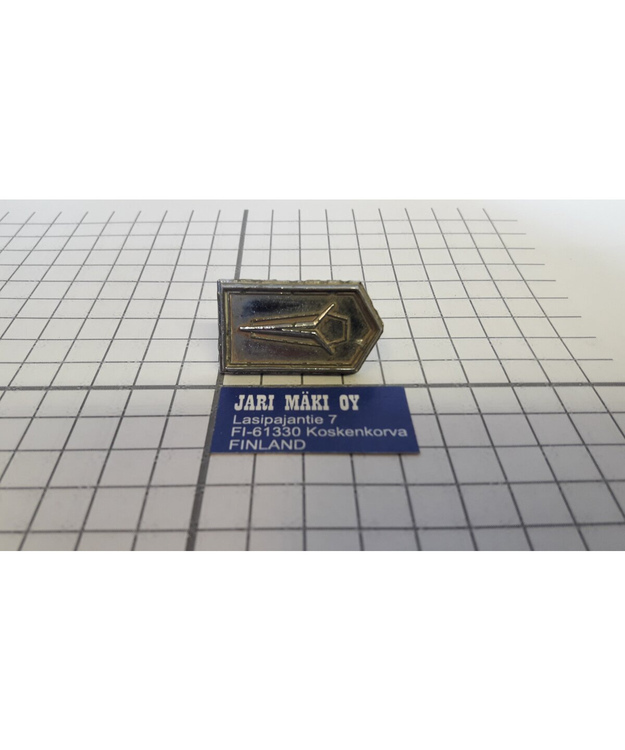 JARI MÄKI OY
Lasipajantie 7
FI-61330 Koskenkorva
FINLAND